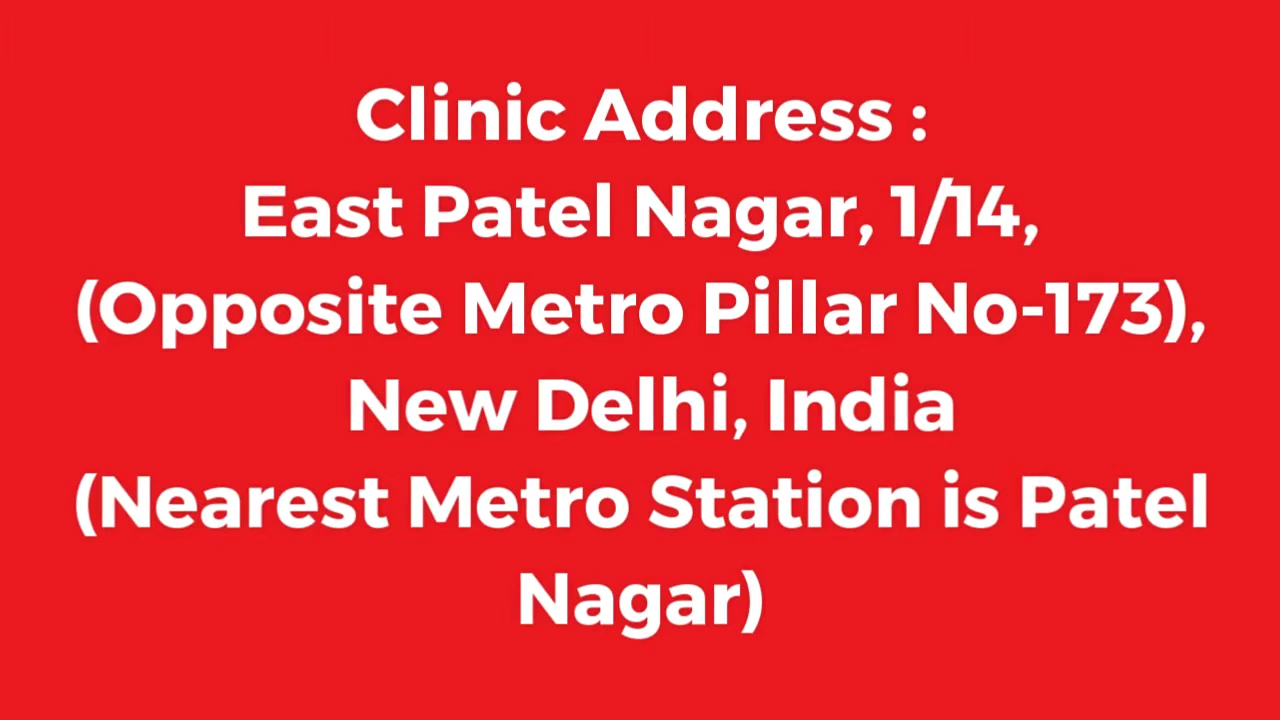 Clinic Address :
East Patel Nagar, 1/14,
(Opposite Metro Pillar No-173),
New Delhi, India
(Nearest Metro Station is Patel
Nagar)